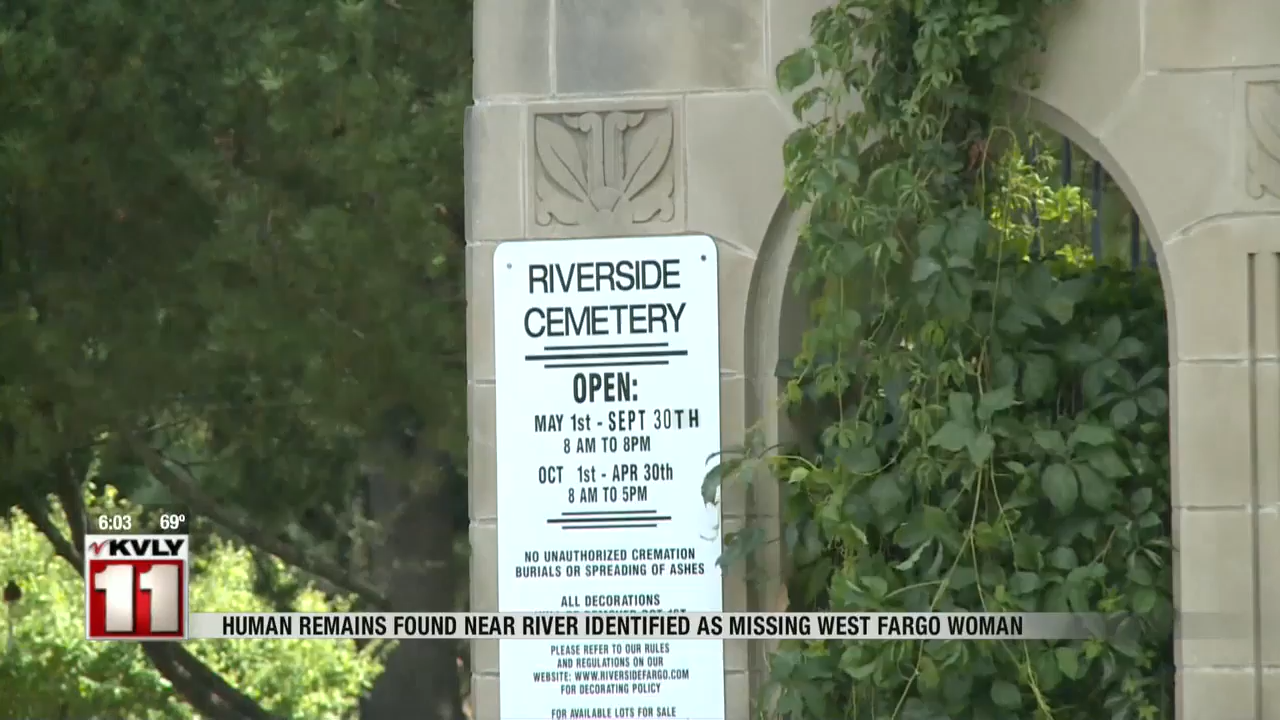 RIVERSIDE
CEMETERY
OPEN:
MAY 1st - SEPT 30TH
8 AM TO 8PM
OCT 1st - APR 30th
8 AM TO 5PM
NO UNAUTHORIZED CREMATION
BURIALS OR SPREADING OF ASHES
ALL DECORATIONS
6:03 69º
KVLY
11
HUMAN REMAINS FOUND NEAR RIVER IDENTIFIED AS MISSING WEST FARGO WOMAN
PLEASE REFER TO OUR RULES
AND REGULATIONS ON OUR
WEBSITE: WWW.RIVERSIDEFARGO.COM
FOR DECORATING POLICY
FOR AVAILABLE LOTS FOR SALE